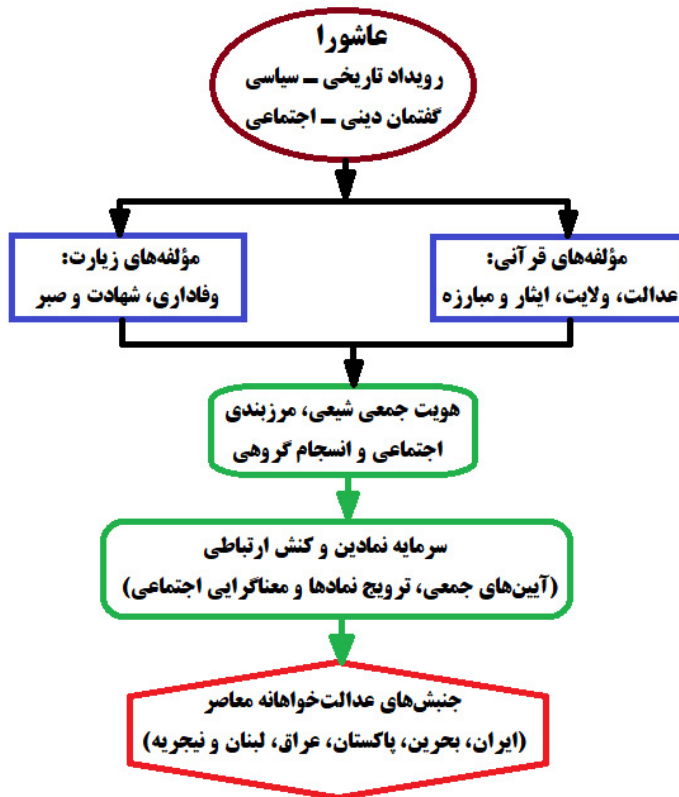 عاشورا
رویداد تاریخی ـ سیاسی
گفتمان دینی ـ اجتماعی
مؤلفه‌های قرآنی:
عدالت، ولایت، ایثار و مبارزه
مؤلفه‌های زیارت:
وفاداری، شهادت و صبر
هویت جمعی شیعی، مرزبندی
اجتماعی و انسجام گروهی
سرمایه نمادین و کنش ارتباطی
(آیین‌های جمعی، ترویج نمادها و معناگرایی اجتماعی)
جنبش‌های عدالت‌خواهانه معاصر
(ایران، بحرین، پاکستان، عراق، لبنان و نیجریه)